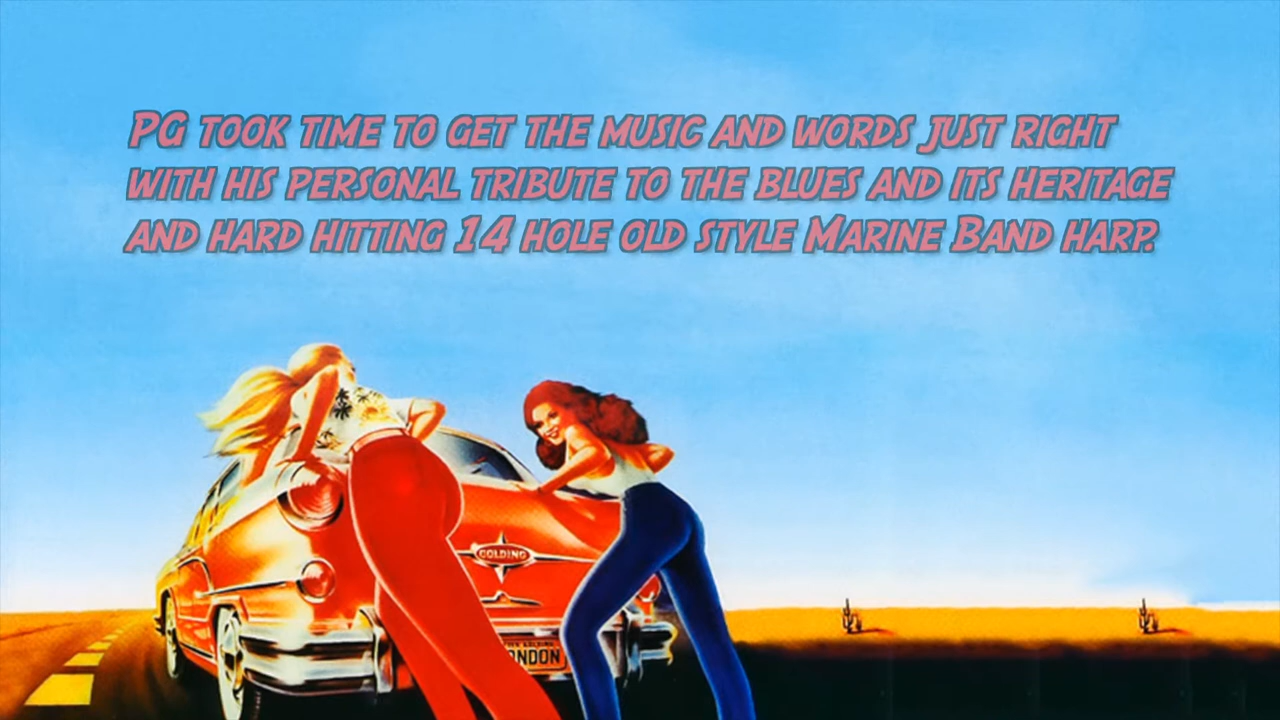 PG TOOK TIME TO GET THE MUSIC AND WORDS JUST RIGHT
WITH HIS PERSONAL TRIBUTE TO THE BLUES AND ITS HERITAGE
AND HARD HITTING 14 HOLE OLD STYLE MARINE BAND HARP.
GOLDING
NDON